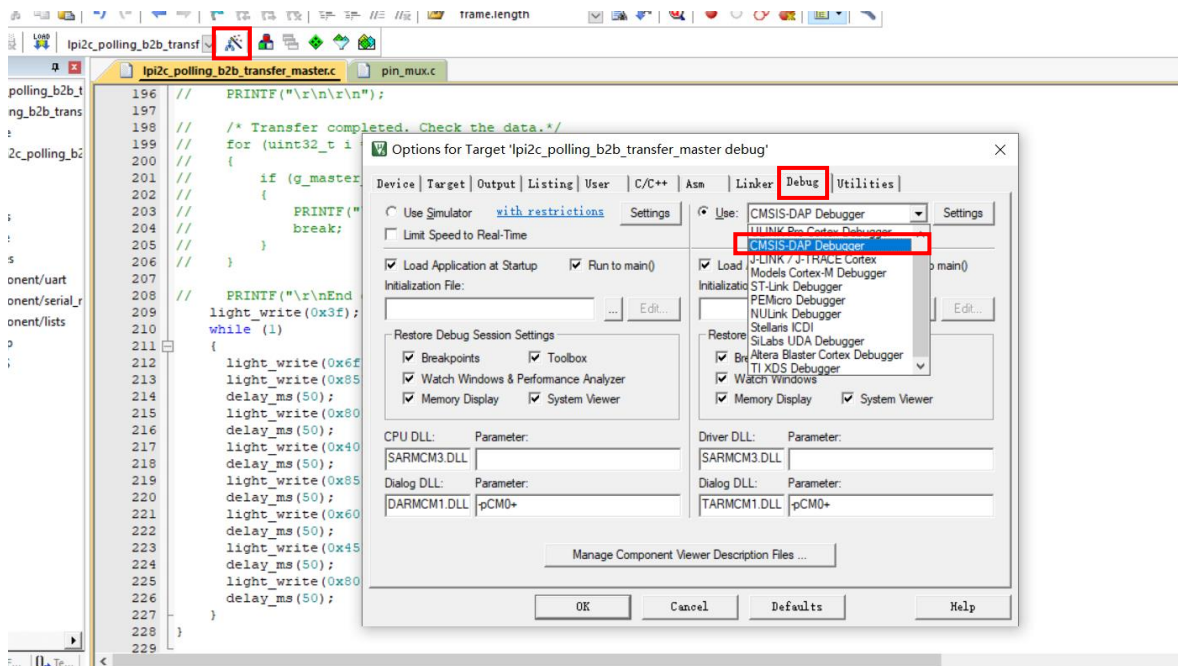 frame.length
LOAD
lpi2c_polling_b2b_transf
lpi2c_polling_b2b_transfer_master.c
pin_mux.c
polling_b2b_t
ng_b2b_trans
2c_polling_b2
onent/uart
onent/serial_r
onent/lists
196 // PRINTF("\r\n\r\n");
197
198 // /* Transfer completed. Check the data.*/
199 // for (uint32_t i =
200 // {
201 // if (g_master
202 // {
203 // PRINTF("
204 // break;
205 // }
206 // }
207
208 // PRINTF("\r\nEnd
209 light_write(0x3f);
210 while (1)
211 {
212 light_write(0x6f
213 light_write(0x85
214 delay_ms(50);
215 light_write(0x80
216 delay_ms(50);
217 light_write(0x40
218 delay_ms(50);
219 light_write(0x85
220 delay_ms(50);
221 light_write(0x60
222 delay_ms(50);
223 light_write(0x45
224 delay_ms(50);
225 light_write(0x80
226 delay_ms(50);
227 }
228 }
229
Options for Target 'lpi2c_polling_b2b_transfer_master debug'
Device Target Output Listing User C/C++ Asm Linker Debug Utilities
Use Simulator with restrictions Settings
Limit Speed to Real-Time
Load Application at Startup Run to main()
Initialization File:
... Edit...
Restore Debug Session Settings
Breakpoints Toolbox
Watch Windows & Performance Analyzer
Memory Display System Viewer
CPU DLL: Parameter:
SARMCM3.DLL
Dialog DLL: Parameter:
DARMCM1.DLL -pCM0+
Use: CMSIS-DAP Debugger Settings
ULINK Pro Cortex Debugger
CMSIS-DAP Debugger
J-LINK / J-TRACE Cortex
Models Cortex-M Debugger
ST-Link Debugger
PEMicro Debugger
NULink Debugger
Stellaris ICDI
SiLabs UDA Debugger
Altera Blaster Cortex Debugger
TI XDS Debugger
Load
main()
Initializatio
Edit...
Restore
Watch Windows
Memory Display System Viewer
Driver DLL: Parameter:
SARMCM3.DLL
Dialog DLL: Parameter:
TARMCM1.DLL -pCM0+
Manage Component Viewer Description Files ...
OK Cancel Defaults Help